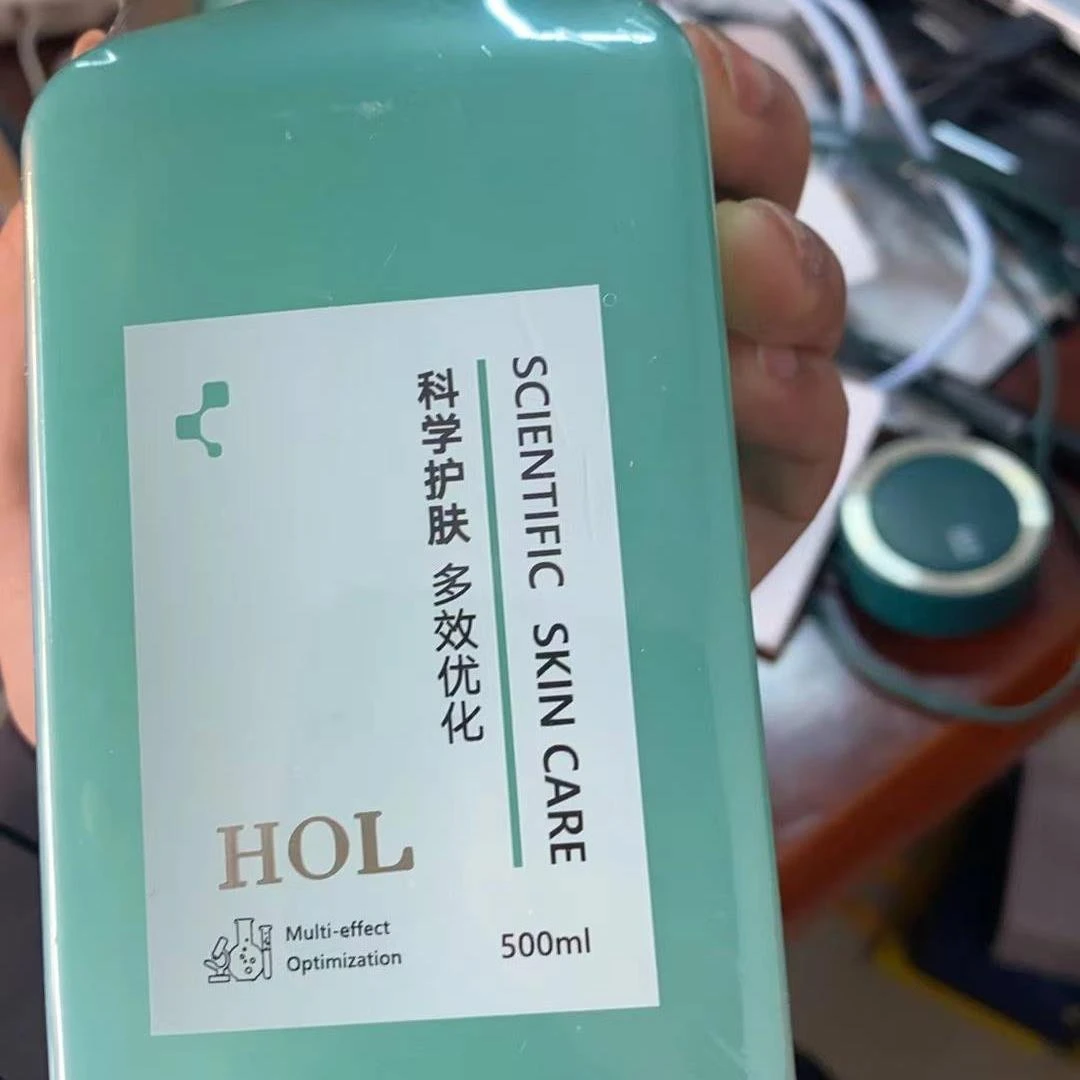 SCIENTIFIC SKIN CARE
科学护肤 多效优化
HOL
Multi-effect
Optimization
500ml